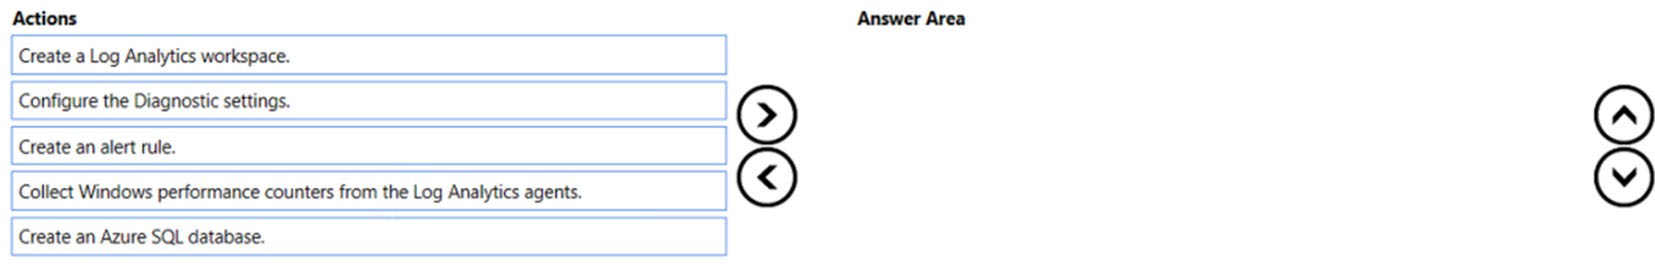 Actions
Create a Log Analytics workspace.
Configure the Diagnostic settings.
Create an alert rule.
Collect Windows performance counters from the Log Analytics agents.
Create an Azure SQL database.
Answer Area